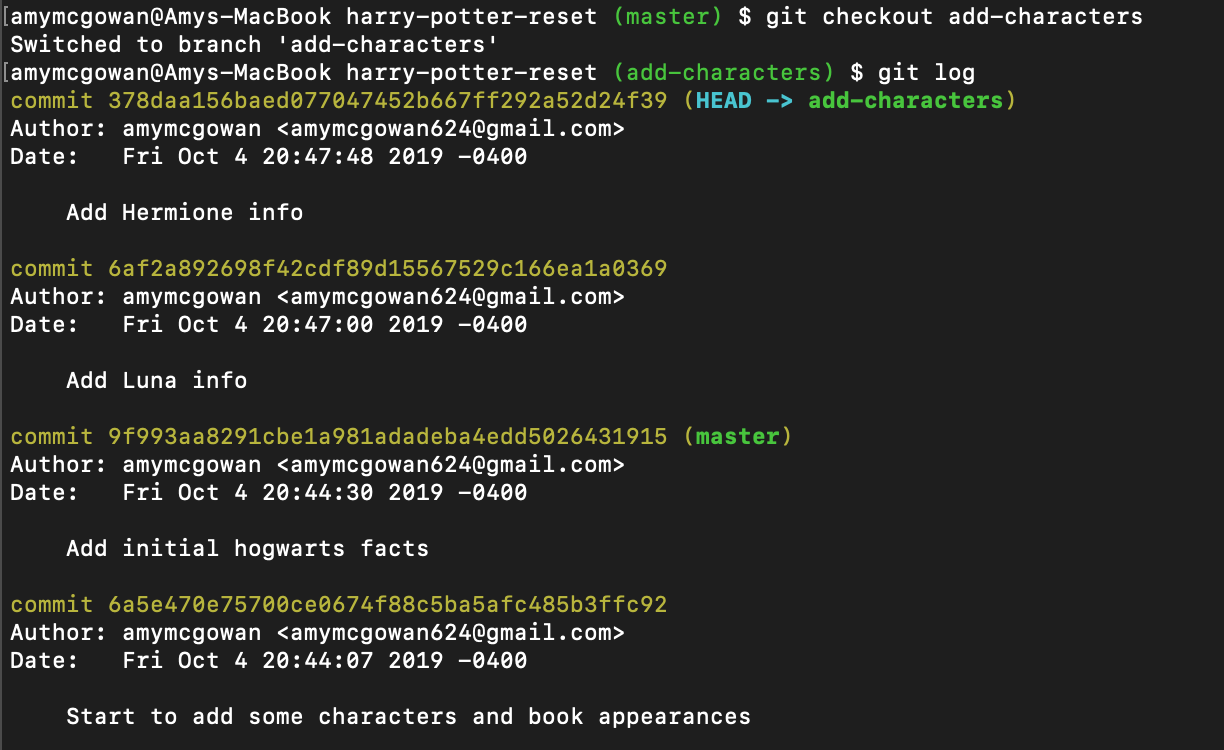 [amymcgowan@Amys-MacBook harry-potter-reset (master) $ git checkout add-characters
Switched to branch 'add-characters'
[amymcgowan@Amys-MacBook harry-potter-reset (add-characters) $ git log
commit 378daa156baed077047452b667ff292a52d24f39 (HEAD -> add-characters)
Author: amymcgowan <amymcgowan624@gmail.com>
Date:   Fri Oct 4 20:47:48 2019 -0400
    Add Hermione info
commit 6af2a892698f42cdf89d15567529c166ea1a0369
Author: amymcgowan <amymcgowan624@gmail.com>
Date:   Fri Oct 4 20:47:00 2019 -0400
    Add Luna info
commit 9f993aa8291cbe1a981adadeba4edd5026431915 (master)
Author: amymcgowan <amymcgowan624@gmail.com>
Date:   Fri Oct 4 20:44:30 2019 -0400
    Add initial hogwarts facts
commit 6a5e470e75700ce0674f88c5ba5afc485b3ffc92
Author: amymcgowan <amymcgowan624@gmail.com>
Date:   Fri Oct 4 20:44:07 2019 -0400
    Start to add some characters and book appearances